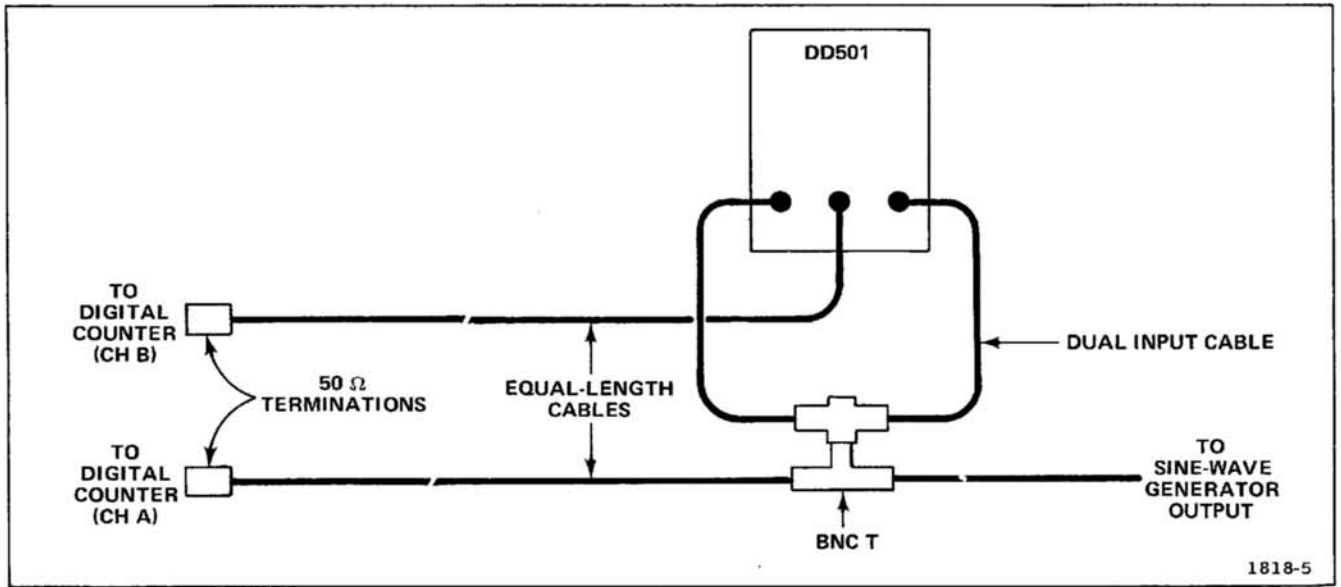 DD501
TO
DIGITAL
COUNTER
(CH B)
DUAL INPUT CABLE
50 Ω
TERMINATIONS
EQUAL-LENGTH
CABLES
TO
DIGITAL
COUNTER
(CH A)
TO
SINE-WAVE
GENERATOR
OUTPUT
BNC T
1818-5